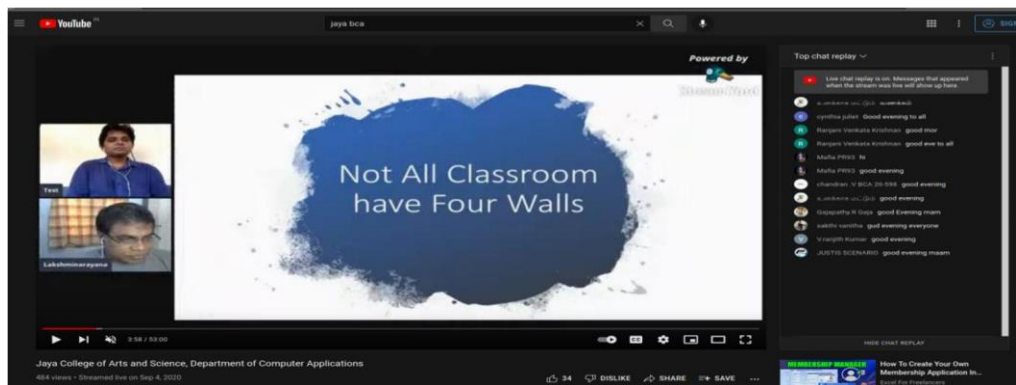 YouTube IN
jaya bca
SIGN
Powered by
StreamYard
Not All Classroom
have Four Walls
Test
Lakshminarayana
3:58 / 53:00
Jaya College of Arts and Science, Department of Computer Applications
484 views • Streamed live on Sep 4, 2020
34 DISLIKE SHARE SAVE
Top chat replay
Live chat replay is on. Messages that appeared
when the stream was live will show up here.
cynthia juliet Good evening to all
Ranjani Venkata Krishnan good mor
Ranjani Venkata Krishnan good eve to all
Mafia PR93 hi
Mafia PR93 good evening
chandran .V BCA 20-598 good evening
good evening
Gajapathy R Gaja good Evening mam
sakthi vanitha gud evening everyone
V.ranjith Kumar good evening
JUSTIS SCENARIO good evening maam
HIDE CHAT REPLAY
MEMBERSHIP MANAGER
How To Create Your Own
Membership Application In...
Excel For Freelancers